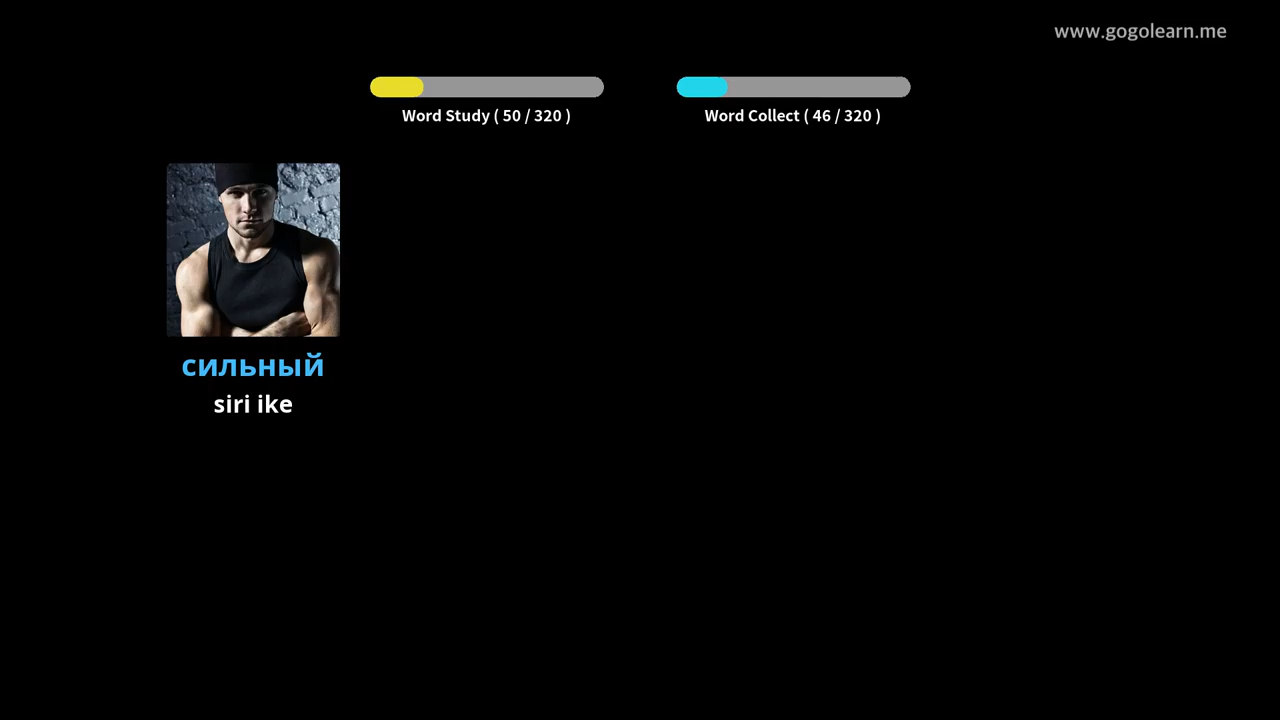 www.gogolearn.me
Word Study ( 50 / 320 )
Word Collect ( 46 / 320 )
сильный
siri ike